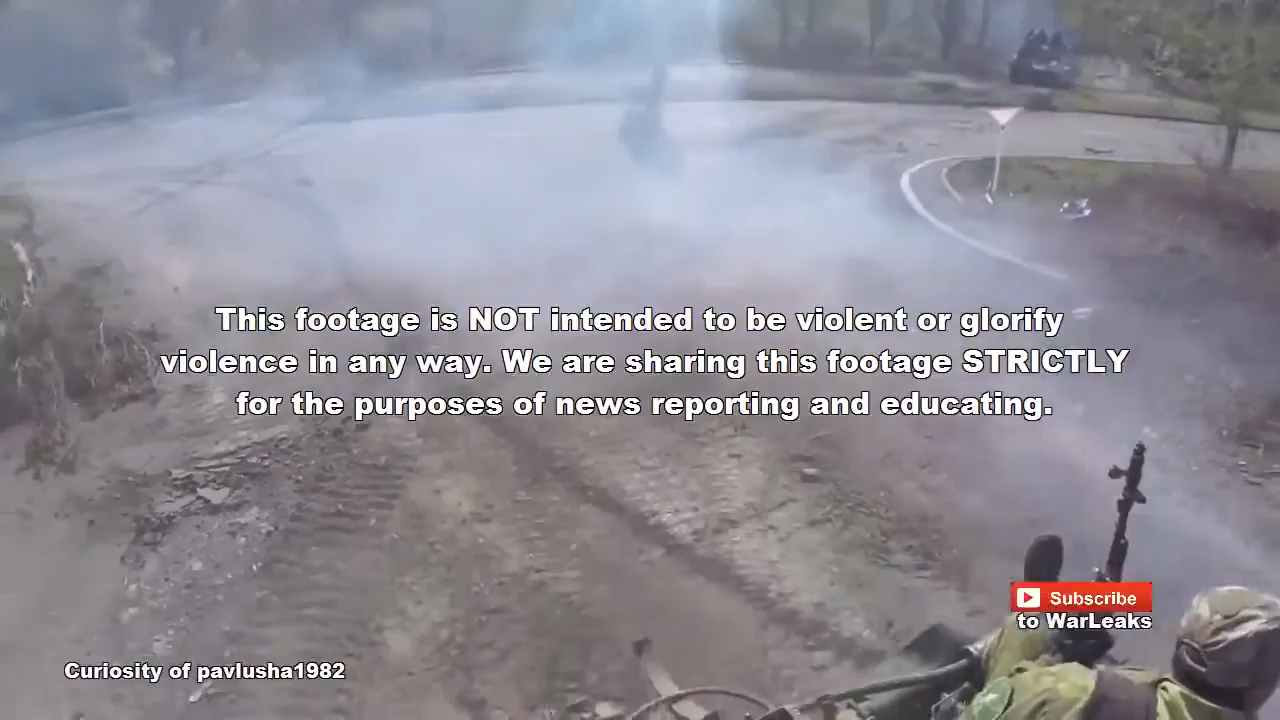 This footage is NOT intended to be violent or glorify
violence in any way. We are sharing this footage STRICTLY
for the purposes of news reporting and educating.
Subscribe
to WarLeaks
Curiosity of pavlusha1982